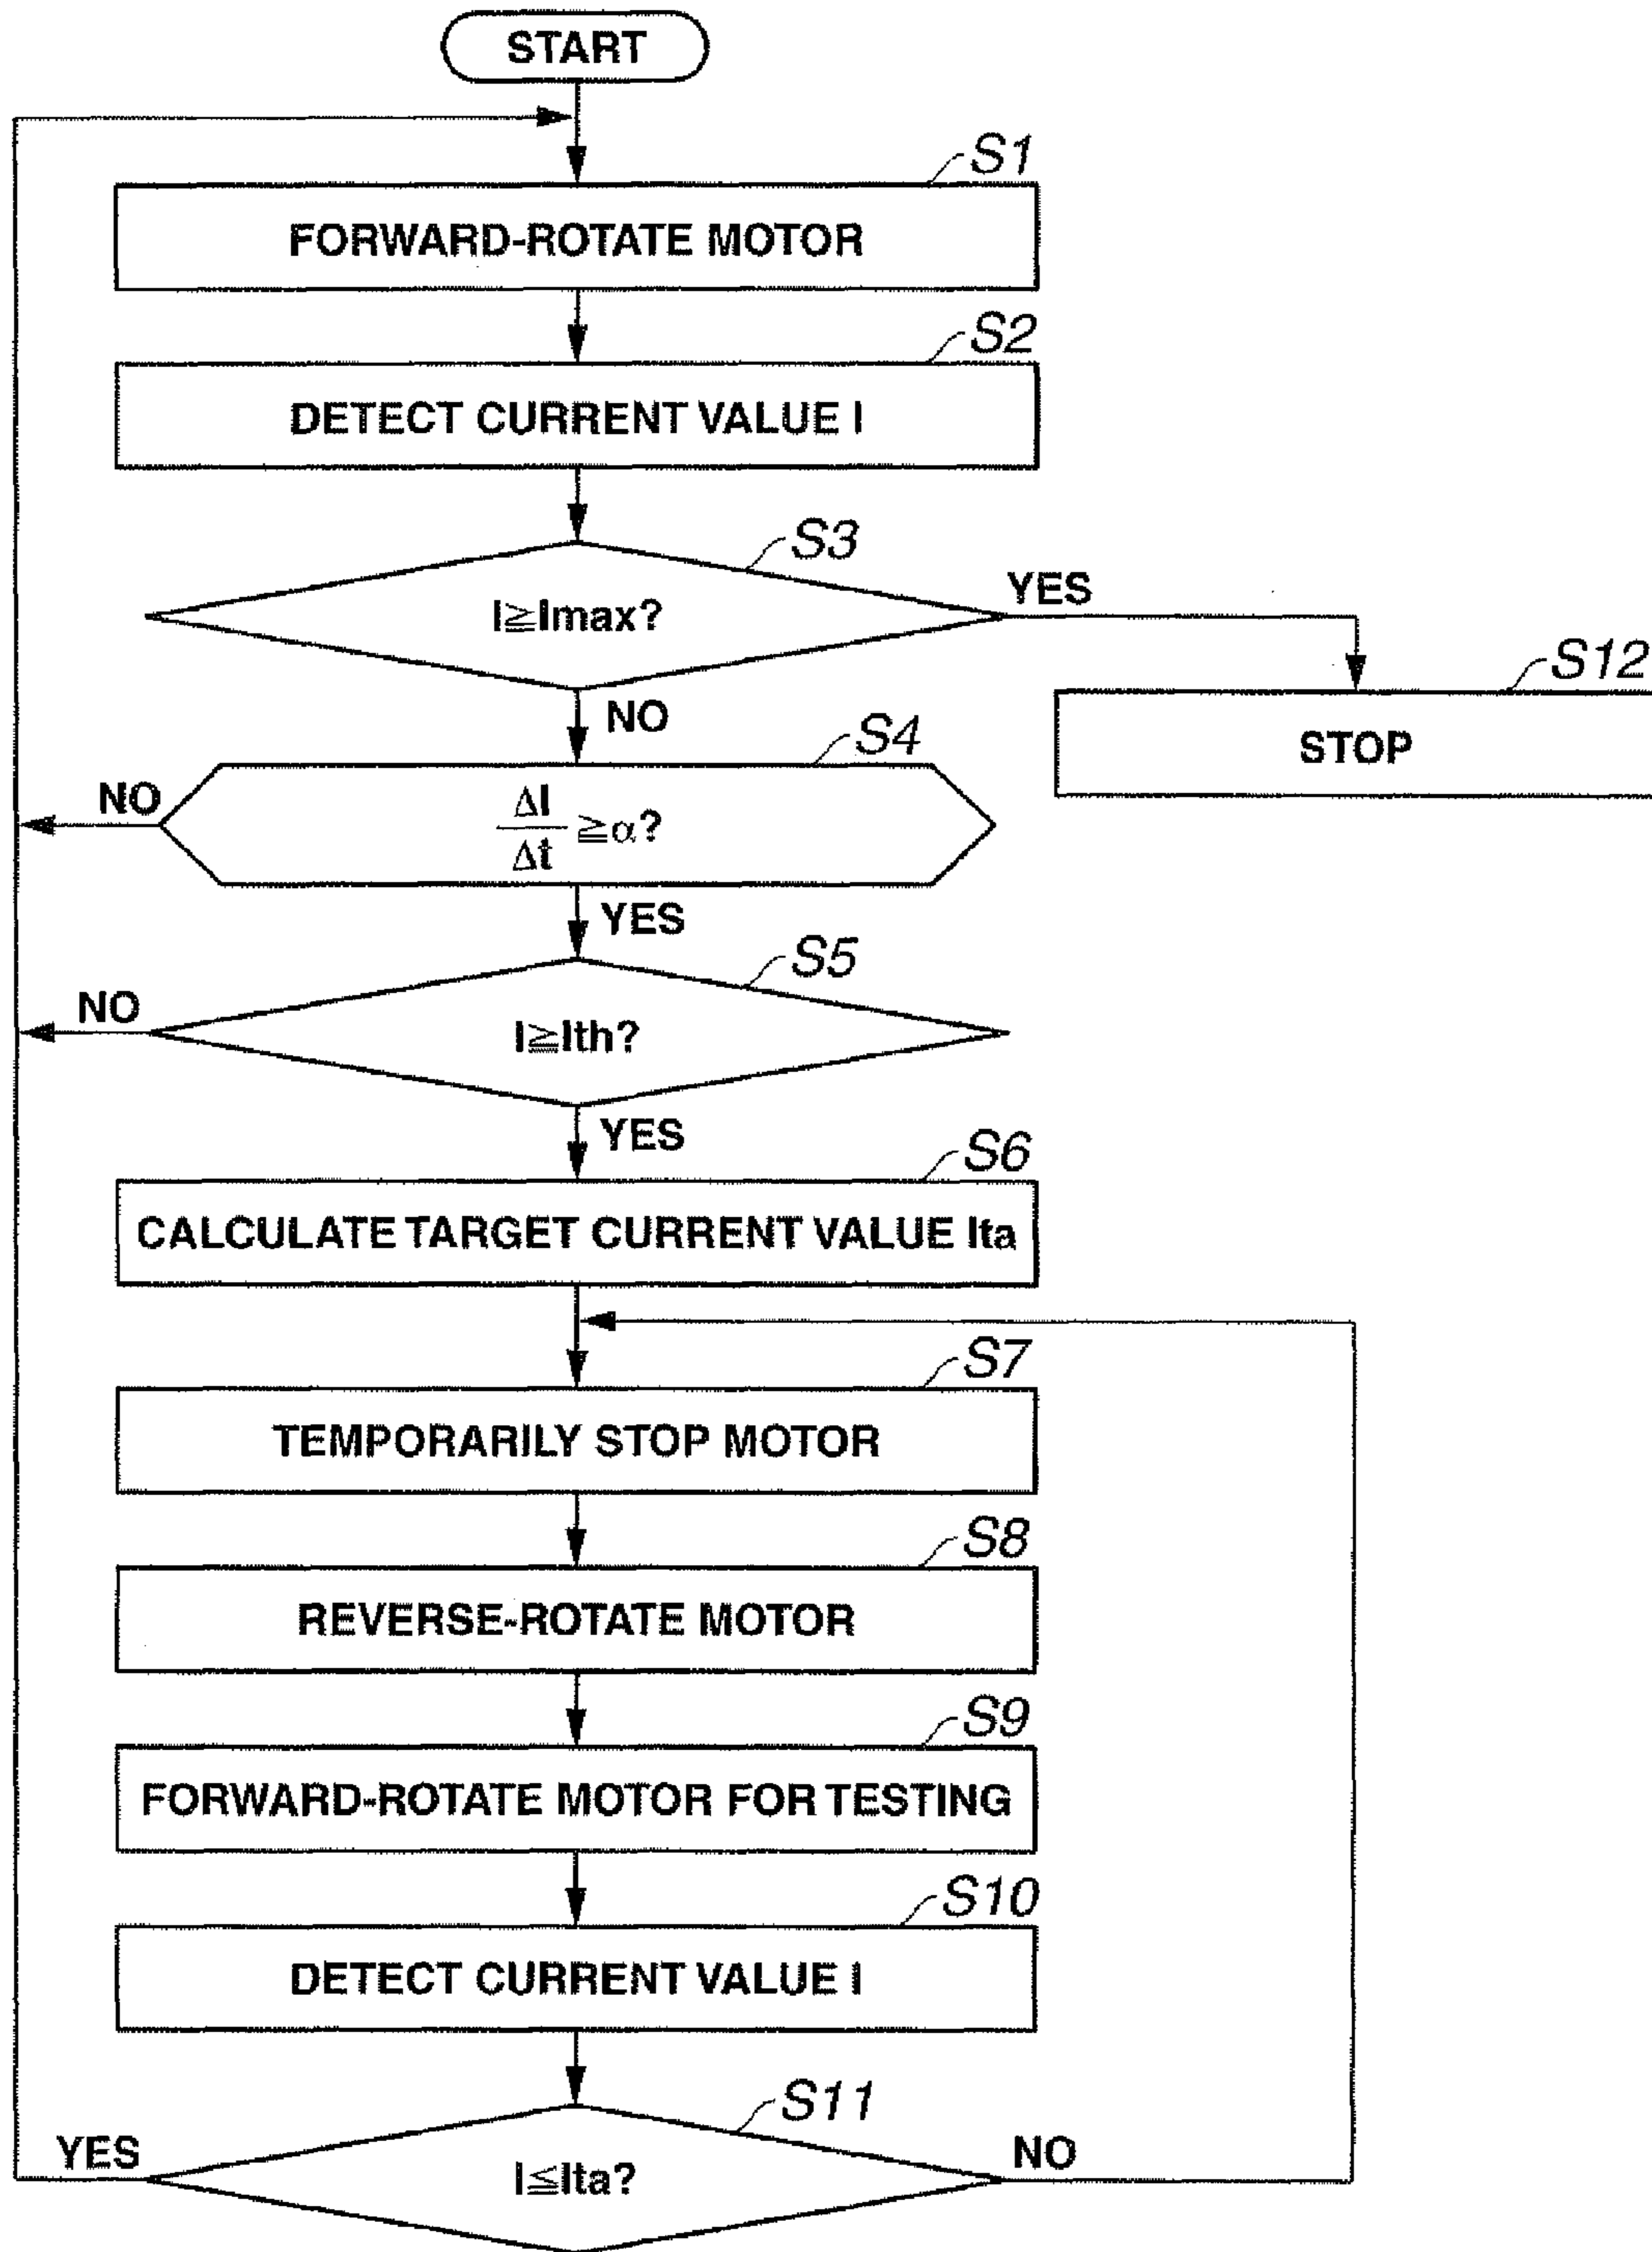 START
S1
FORWARD-ROTATE MOTOR
S2
DETECT CURRENT VALUE I
S3
I≧Imax?
YES
S12
STOP
NO
S4
NO
ΔI
Δt
≧α?
YES
S5
NO
I≧Ith?
YES
S6
CALCULATE TARGET CURRENT VALUE Ita
S7
TEMPORARILY STOP MOTOR
S8
REVERSE-ROTATE MOTOR
S9
FORWARD-ROTATE MOTOR FOR TESTING
S10
DETECT CURRENT VALUE I
S11
YES
I≦Ita?
NO